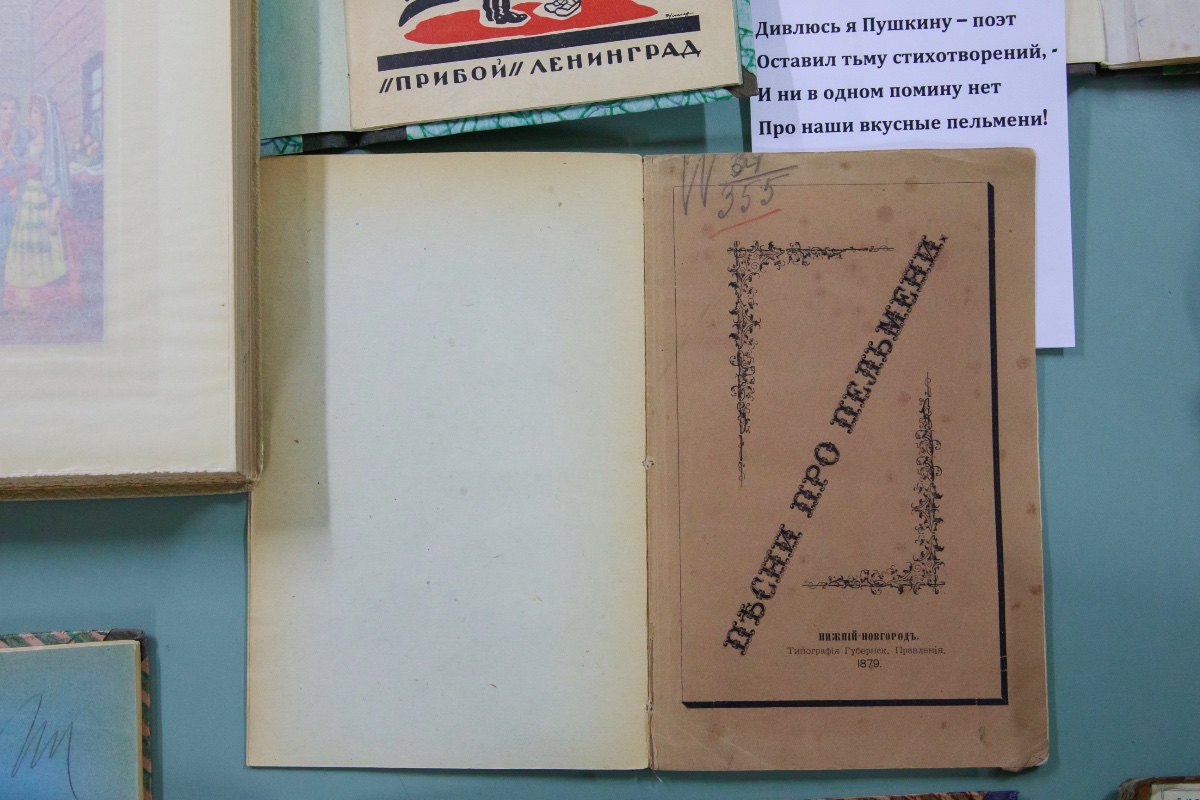 "ПРИБОЙ" ЛЕНИНГРАД
Дивлюсь я Пушкину – поэт
Оставил тьму стихотворений, -
И ни в одном помину нет
Про наши вкусные пельмени!
34
355
ПѢСНИ ПРО ПЕЛЬМЕНИ.
НИЖНІЙ-НОВГОРОДЪ.
Типографія Губернск. Правленія.
1879.